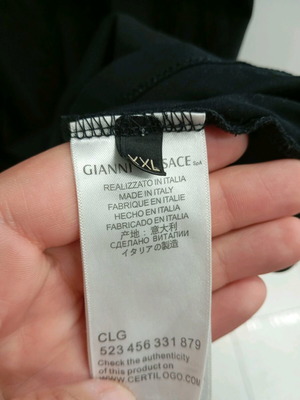 XXL
GIANNI VERSACE SpA
REALIZZATO IN ITALIA
MADE IN ITALY
FABRIQUE EN ITALIE
HECHO EN ITALIA
FABRICADO EN ITALIA
产地:意大利
СДЕЛАНО ВИТАЛИИ
イタリアの製造
CLG
523 456 331 879
Check the authenticity
of this product on
WWW.CERTILOGO.COM